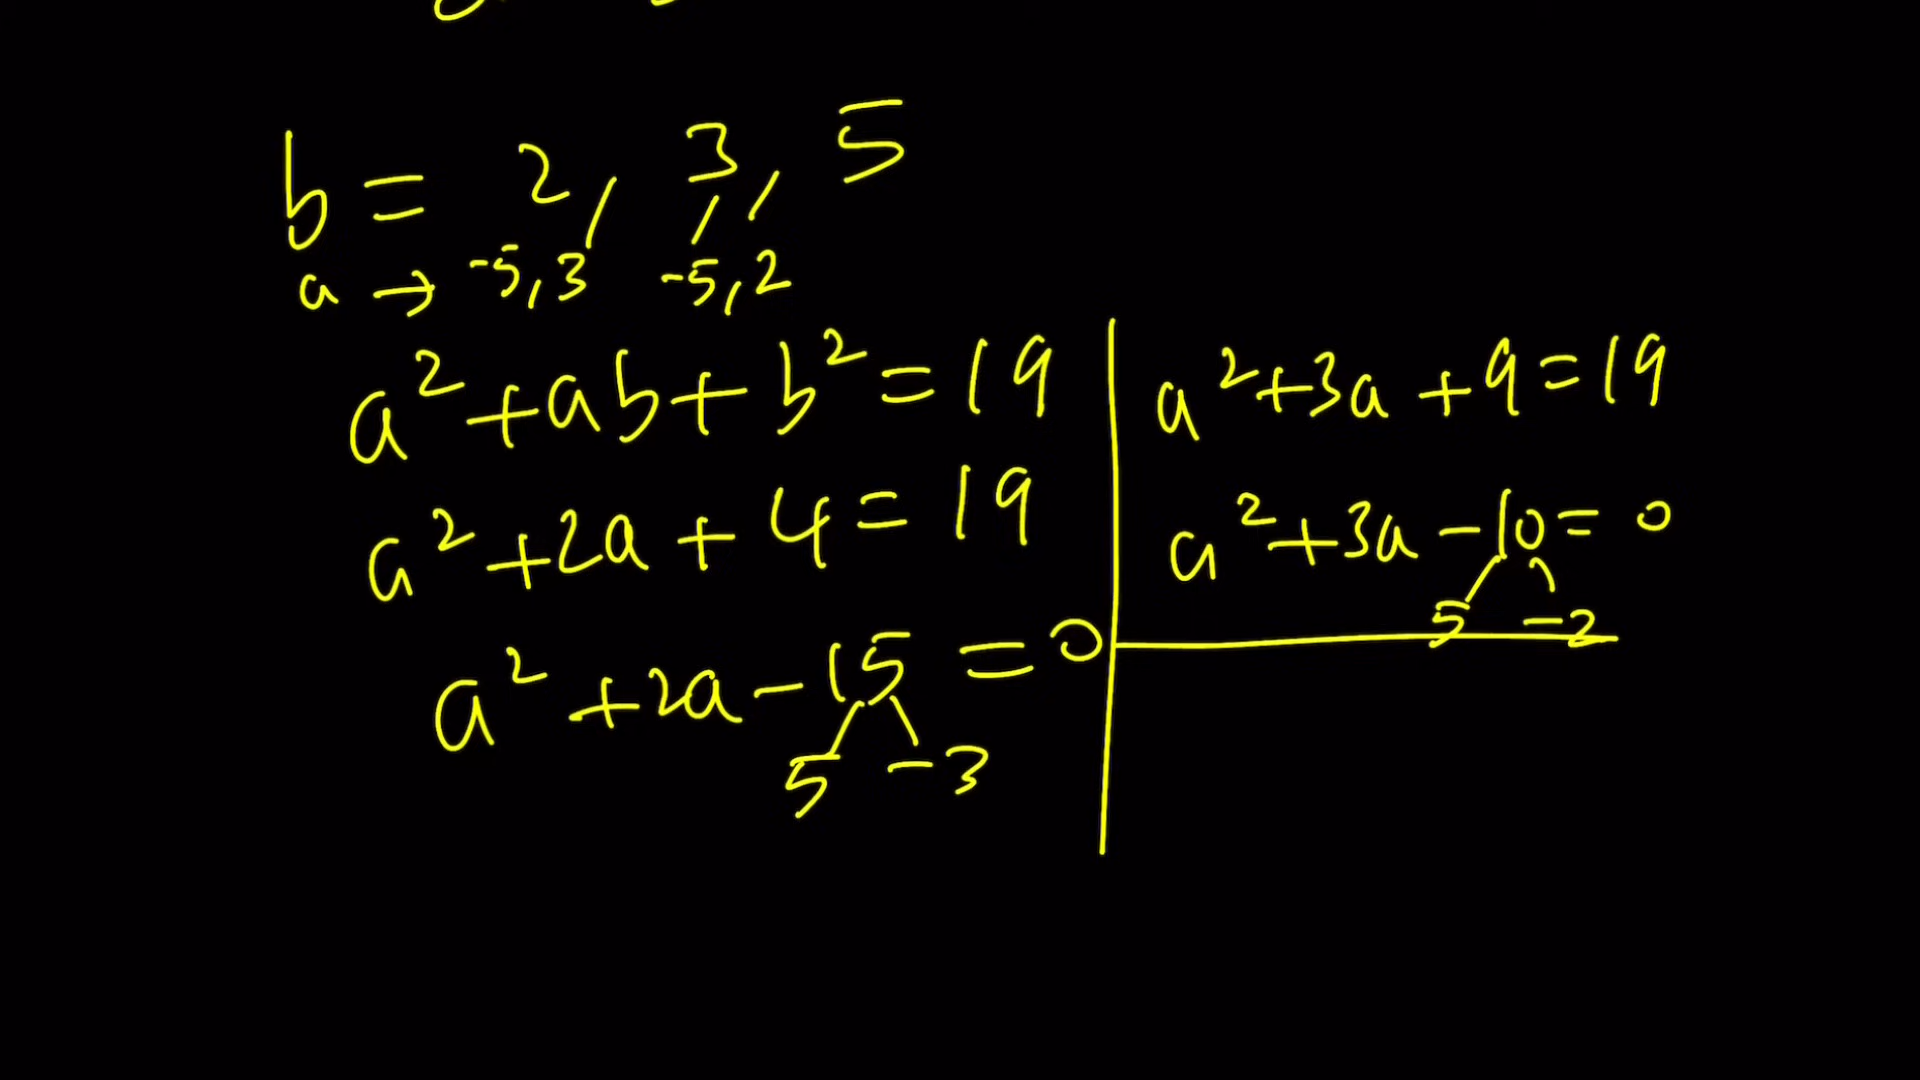 b = 2, 3, 5
a → -5, 3 -5, 2
a² + ab + b² = 19
a² + 2a + 4 = 19
a² + 2a - 15 = 0
5 -3
a² + 3a + 9 = 19
a² + 3a - 10 = 0
5 -2